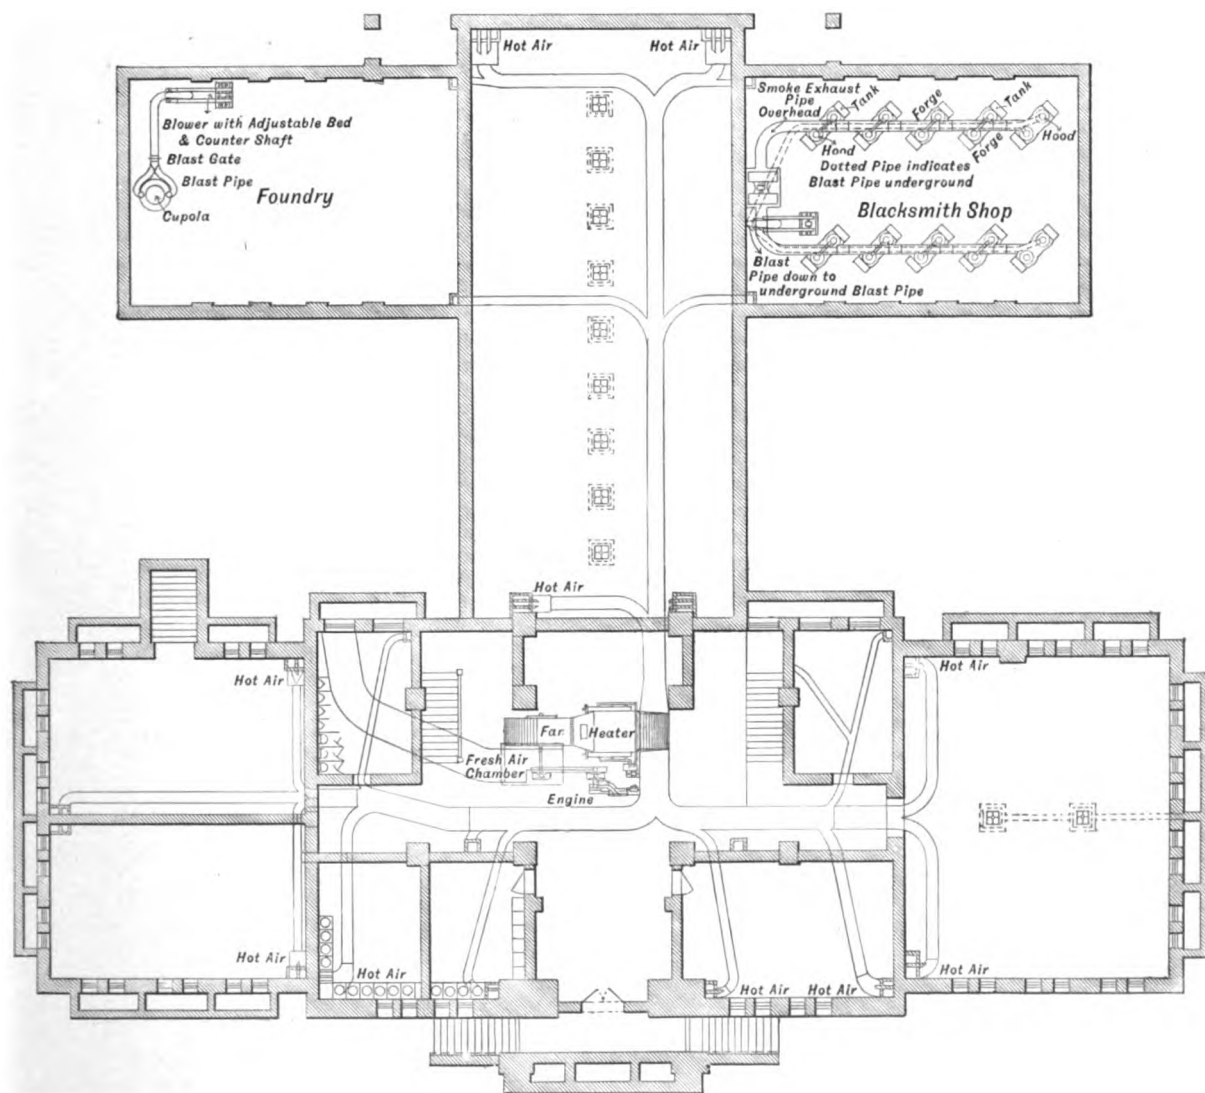 Hot Air
Hot Air
Blower with Adjustable Bed
& Counter Shaft
Blast Gate
Blast Pipe
Cupola
Foundry
Smoke Exhaust
Pipe
Overhead
Tank
Forge
Tank
Hood
Forge
Hood
Dotted Pipe indicates
Blast Pipe underground
Blacksmith Shop
Blast
Pipe down to
underground Blast Pipe
Hot Air
Hot Air
Hot Air
Fan
Heater
Fresh Air
Chamber
Engine
Hot Air
Hot Air
Hot Air
Hot Air
Hot Air